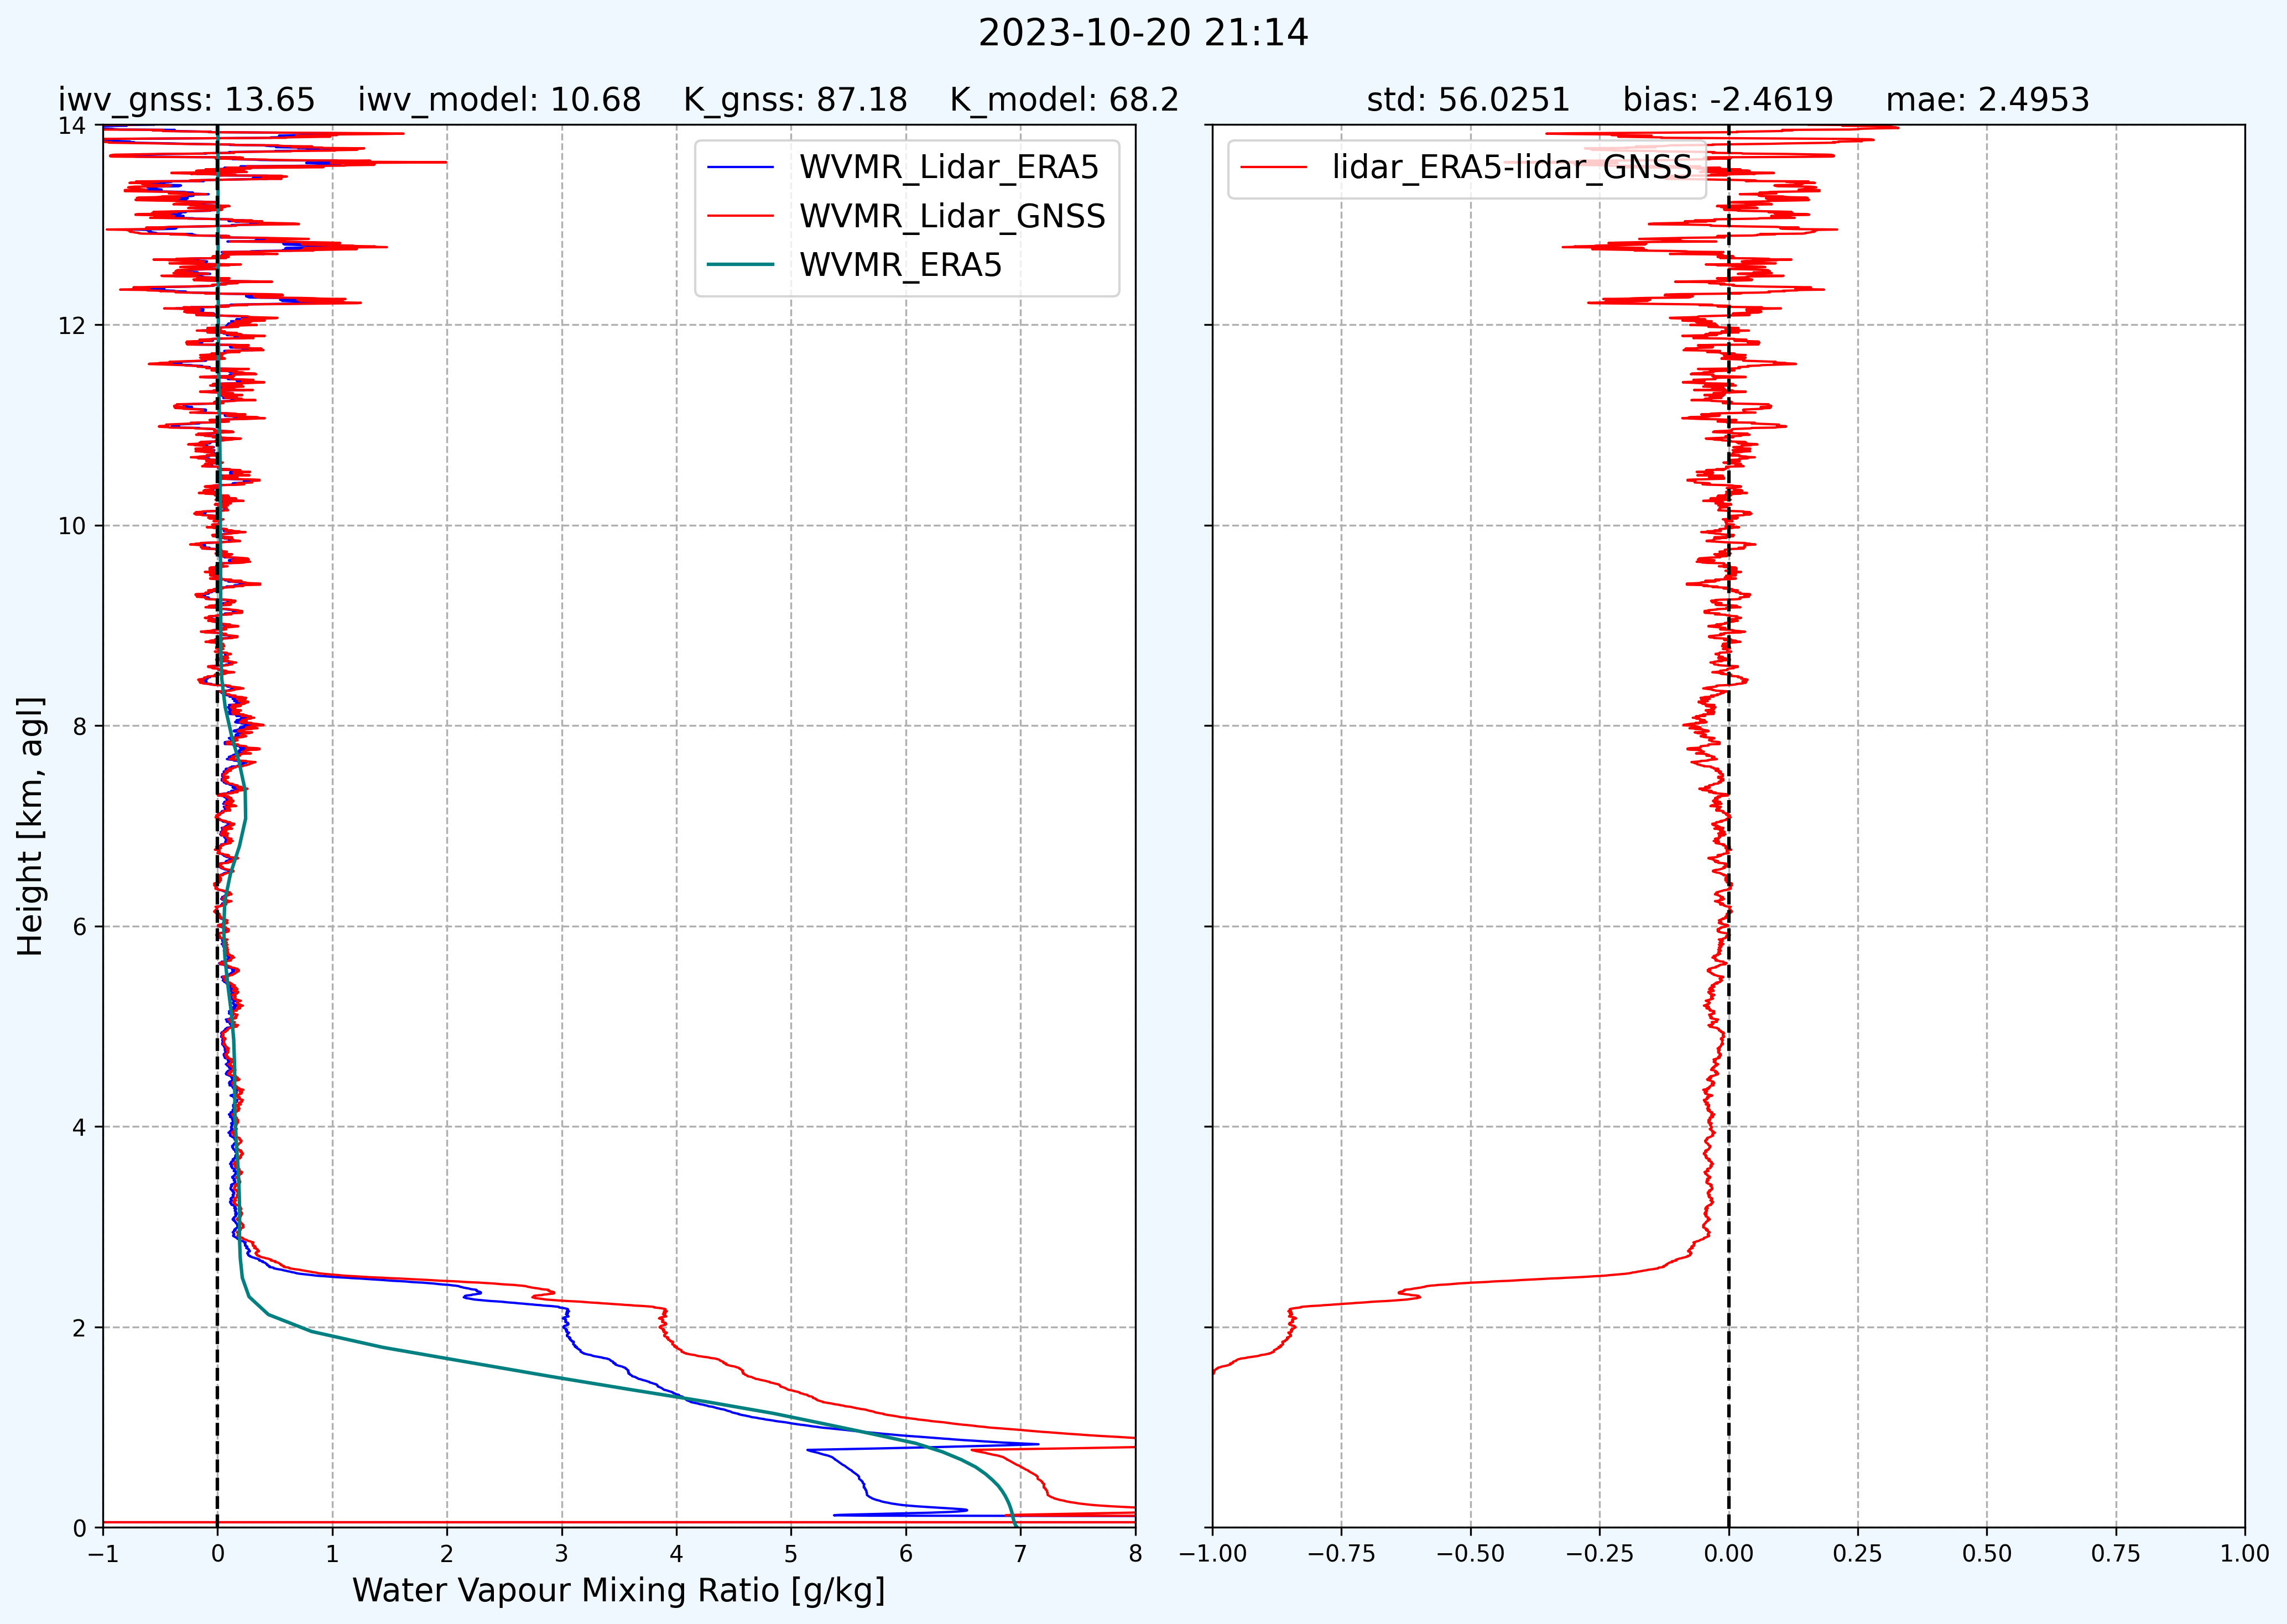 2023-10-20 21:14
iwv_gnss: 13.65 iwv_model: 10.68 K_gnss: 87.18 K_model: 68.2
std: 56.0251 bias: -2.4619 mae: 2.4953
WVMR_Lidar_ERA5
WVMR_Lidar_GNSS
WVMR_ERA5
lidar_ERA5-lidar_GNSS
Height [km, agl]
14
12
10
8
6
4
2
0
−1 0 1 2 3 4 5 6 7 8
Water Vapour Mixing Ratio [g/kg]
−1.00 −0.75 −0.50 −0.25 0.00 0.25 0.50 0.75 1.00